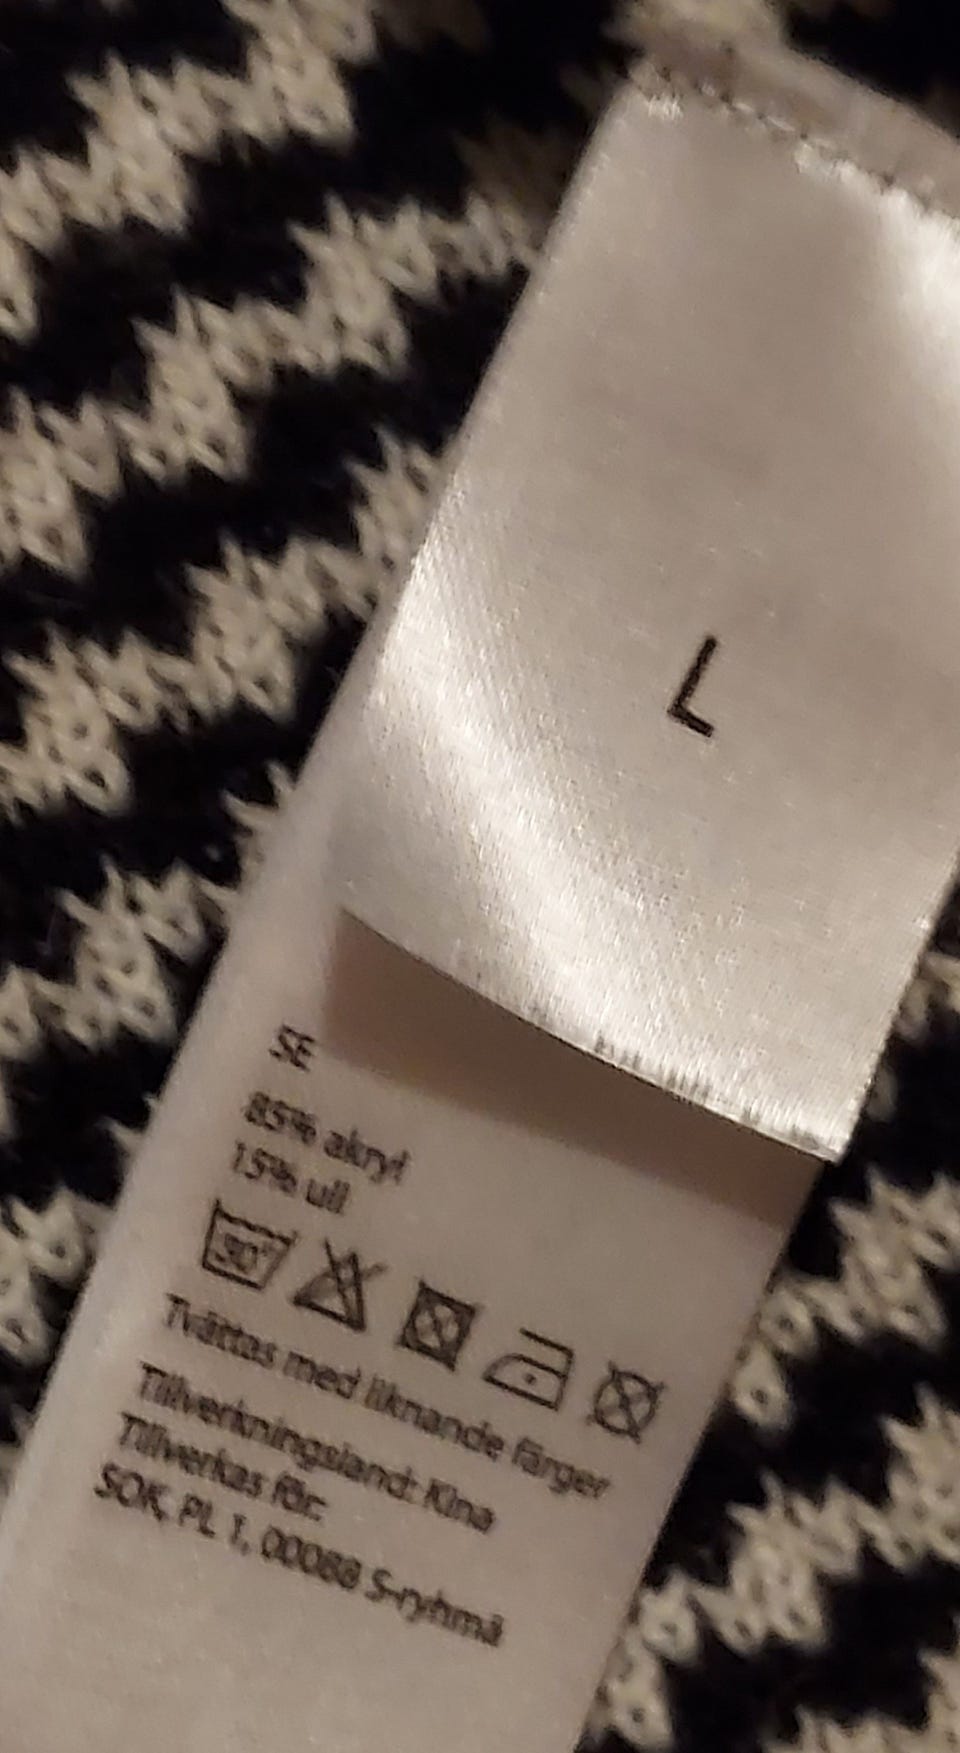 L
SE
85% akryl
15% ull
30°
Tvättas med liknande färger
Tillverkningsland: Kina
Tillverkas för:
SOK, PL 1, 00088 S-ryhmä